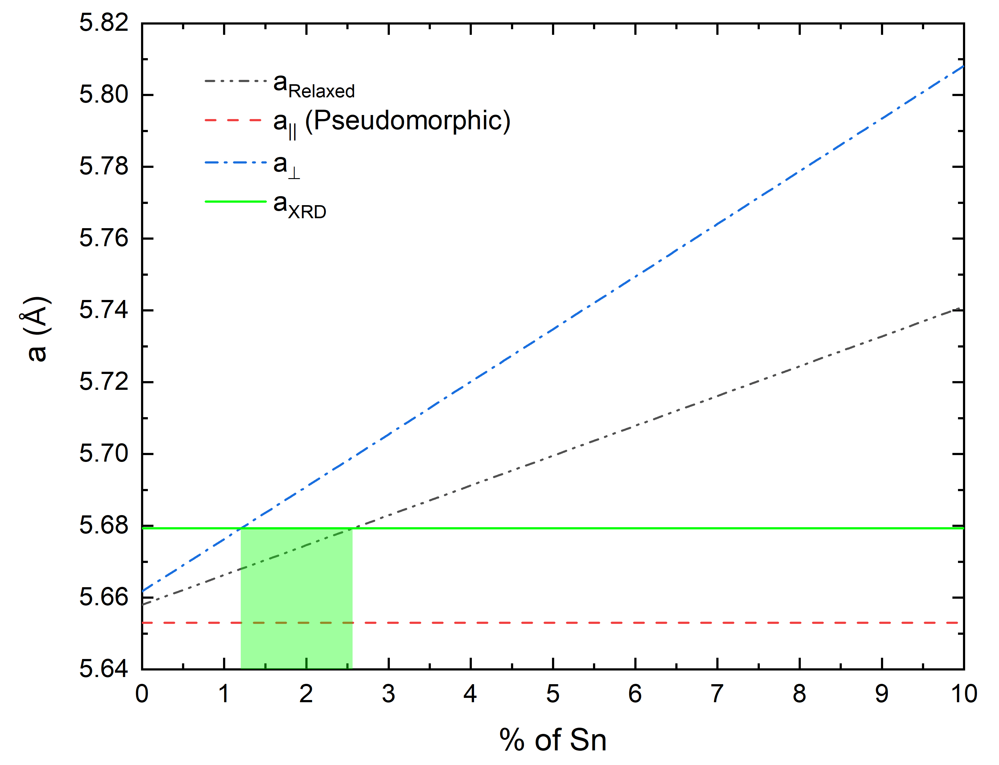 5.82
5.80
5.78
5.76
5.74
5.72
5.70
5.68
5.66
5.64
a (Å)
aRelaxed
a|| (Pseudomorphic)
a⊥
aXRD
0 1 2 3 4 5 6 7 8 9 10
% of Sn